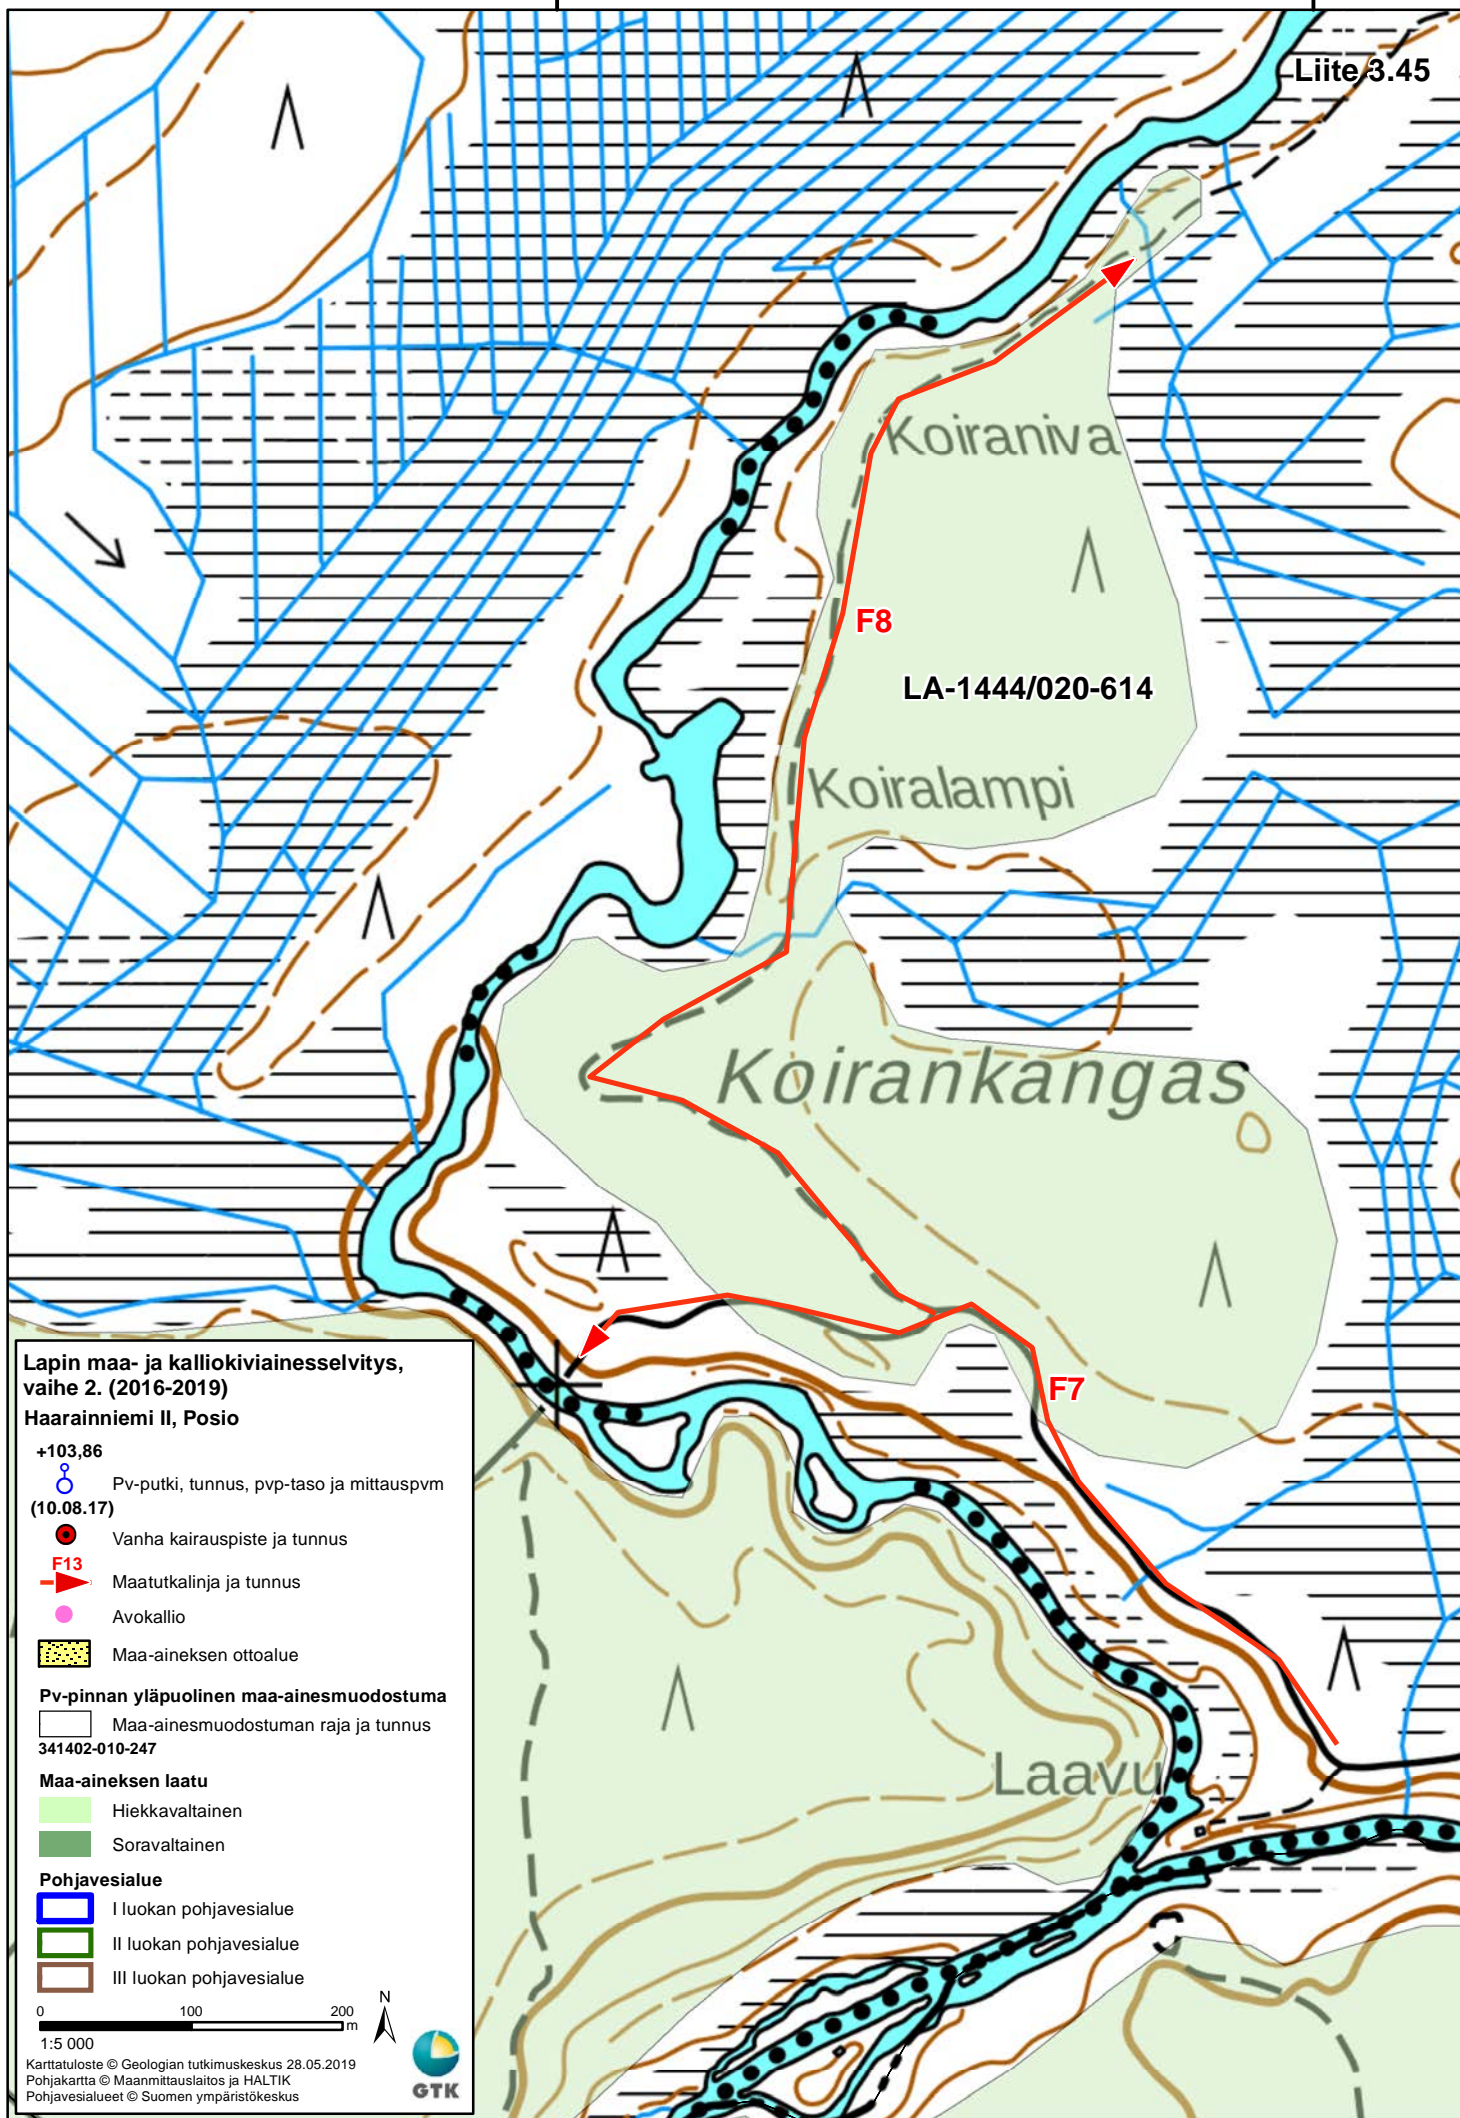 Liite 3.45
Koiraniva
F8
LA-1444/020-614
Koiralampi
Koirankangas
F7
Laavu
Lapin maa- ja kalliokiviainesselvitys,
vaihe 2. (2016-2019)
Haarainniemi II, Posio
+103,86
Pv-putki, tunnus, pvp-taso ja mittauspvm
(10.08.17)
Vanha kairauspiste ja tunnus
F13
Maatutkalinja ja tunnus
Avokallio
Maa-aineksen ottoalue
Pv-pinnan yläpuolinen maa-ainesmuodostuma
Maa-ainesmuodostuman raja ja tunnus
341402-010-247
Maa-aineksen laatu
Hiekkavaltainen
Soravaltainen
Pohjavesialue
I luokan pohjavesialue
II luokan pohjavesialue
III luokan pohjavesialue
0 100 200
m
N
1:5 000
Karttatuloste © Geologian tutkimuskeskus 28.05.2019
Pohjakartta © Maanmittauslaitos ja HALTIK
Pohjavesialueet © Suomen ympäristökeskus
GTK